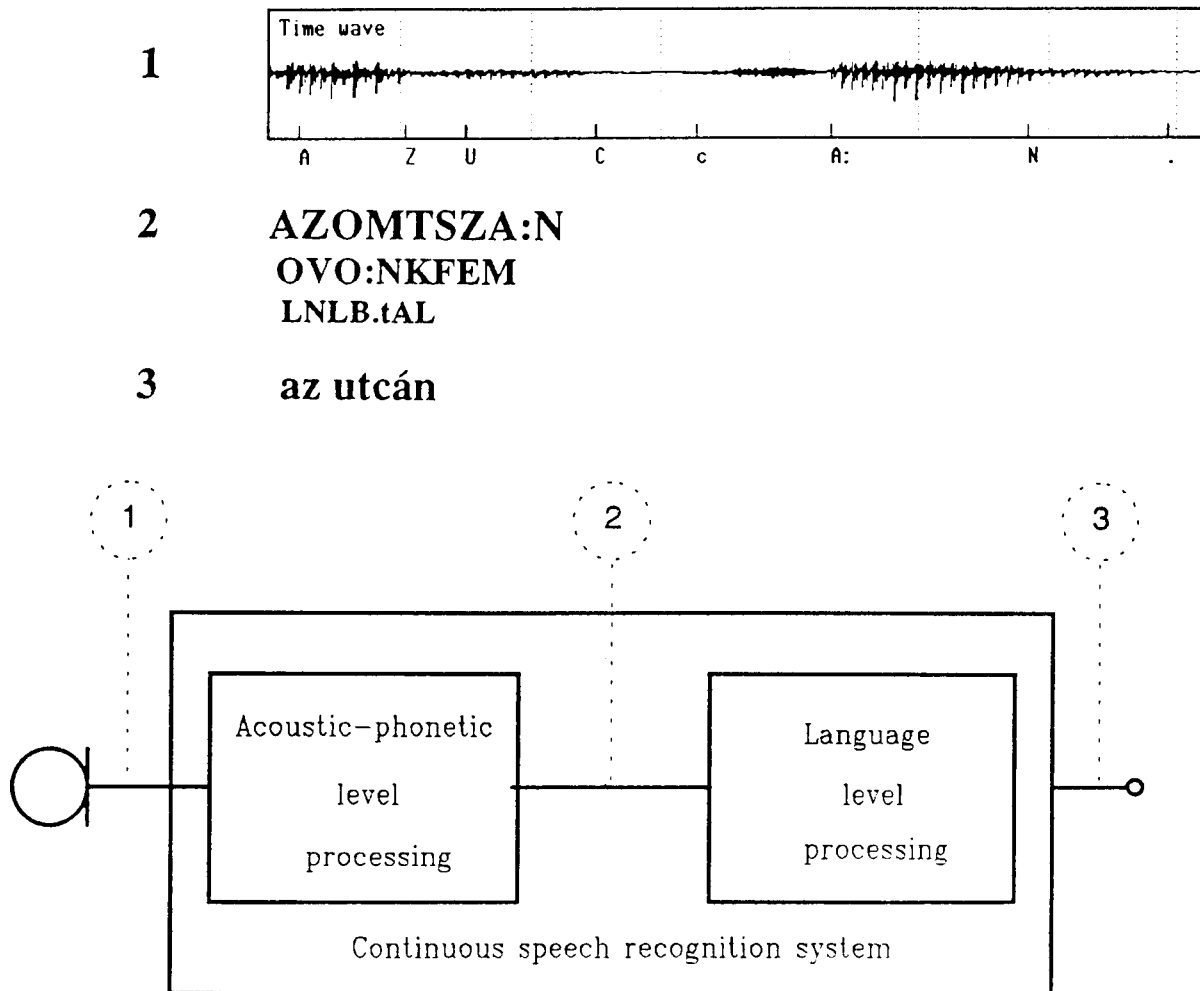 Time wave
1
A Z U C c A: N .
2 AZOMTSZA:N
OVO:NKFEM
LNLB.tAL
3 az utcán
1 2 3
Acoustic-phonetic
level
processing
Language
level
processing
Continuous speech recognition system